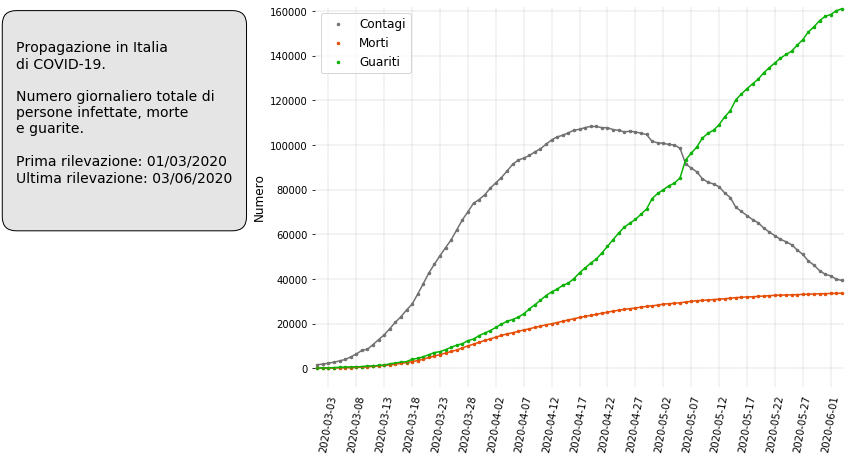 Propagazione in Italia
di COVID-19.
Numero giornaliero totale di
persone infettate, morte
e guarite.
Prima rilevazione: 01/03/2020
Ultima rilevazione: 03/06/2020
Contagi
Morti
Guariti
Numero
160000
140000
120000
100000
80000
60000
40000
20000
0
2020-03-03
2020-03-08
2020-03-13
2020-03-18
2020-03-23
2020-03-28
2020-04-02
2020-04-07
2020-04-12
2020-04-17
2020-04-22
2020-04-27
2020-05-02
2020-05-07
2020-05-12
2020-05-17
2020-05-22
2020-05-27
2020-06-01